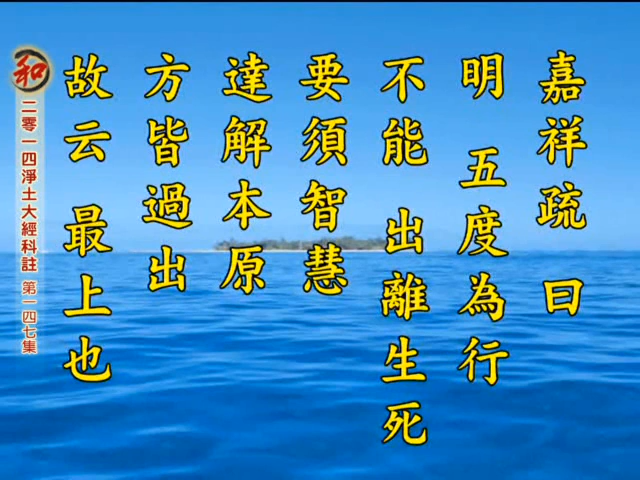 嘉祥疏 曰
明 五度為行
不能 出離生死
要須智慧
達解本原
方皆過出
故云 最上也
和
二零一四淨土大經科註 第一四七集